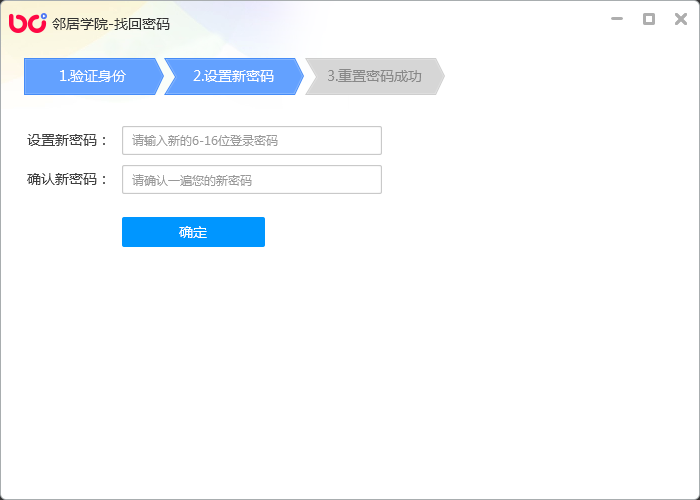 邻居学院-找回密码
1.验证身份
2.设置新密码
3.重置密码成功
设置新密码：
请输入新的6-16位登录密码
确认新密码：
请确认一遍您的新密码
确定